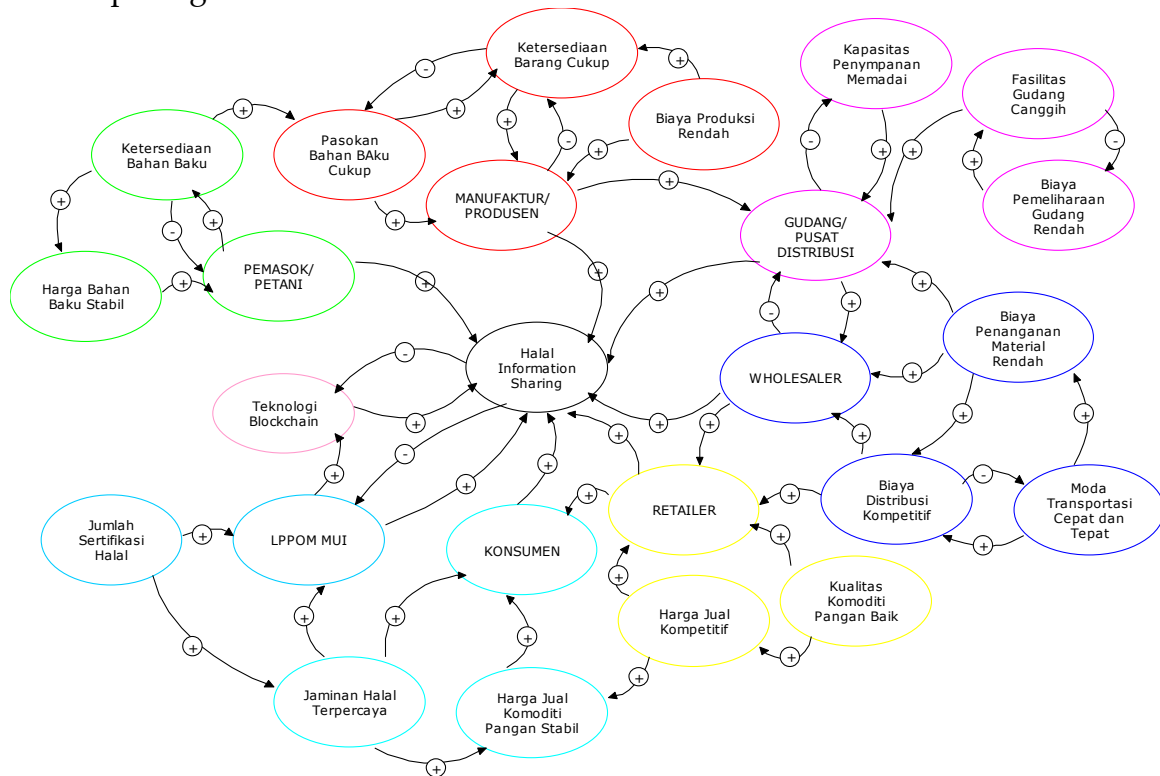 Ketersediaan
Barang Cukup
Kapasitas
Penyimpanan
Memadai
Fasilitas
Gudang
Canggih
Biaya Produksi
Rendah
Ketersediaan
Bahan Baku
Pasokan
Bahan BAku
Cukup
MANUFAKTUR/
PRODUSEN
Biaya
Pemeliharaan
Gudang
Rendah
GUDANG/
PUSAT
DISTRIBUSI
Harga Bahan
Baku Stabil
PEMASOK/
PETANI
Biaya
Penanganan
Material
Rendah
Halal
Information
Sharing
WHOLESALER
Teknologi
Blockchain
Jumlah
Sertifikasi
Halal
LPPOM MUI
KONSUMEN
RETAILER
Biaya
Distribusi
Kompetitif
Moda
Transportasi
Cepat dan
Tepat
Kualitas
Komoditi
Pangan Baik
Harga Jual
Kompetitif
Jaminan Halal
Terpercaya
Harga Jual
Komoditi
Pangan Stabil